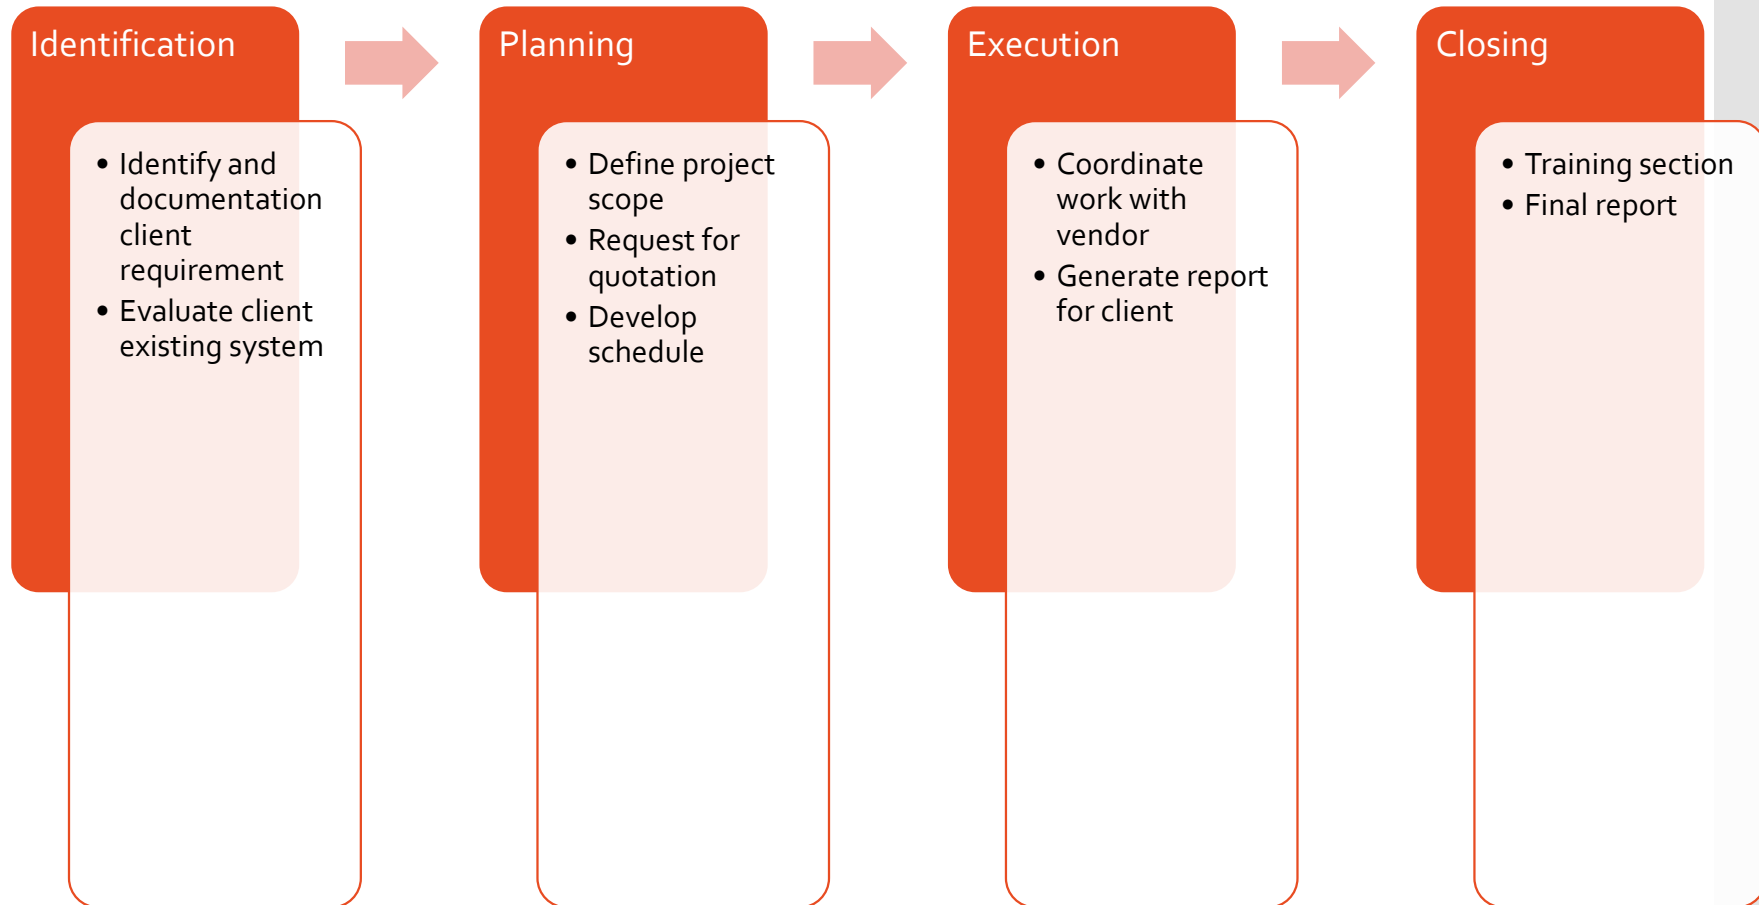 Identification
• Identify and
documentation
client
requirement
• Evaluate client
existing system
Planning
• Define project
scope
• Request for
quotation
• Develop
schedule
Execution
• Coordinate
work with
vendor
• Generate report
for client
Closing
• Training section
• Final report